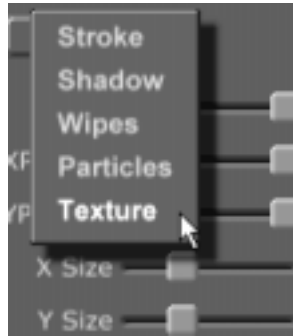 Stroke
Shadow
Wipes
Particles
Texture
X Size
Y Size